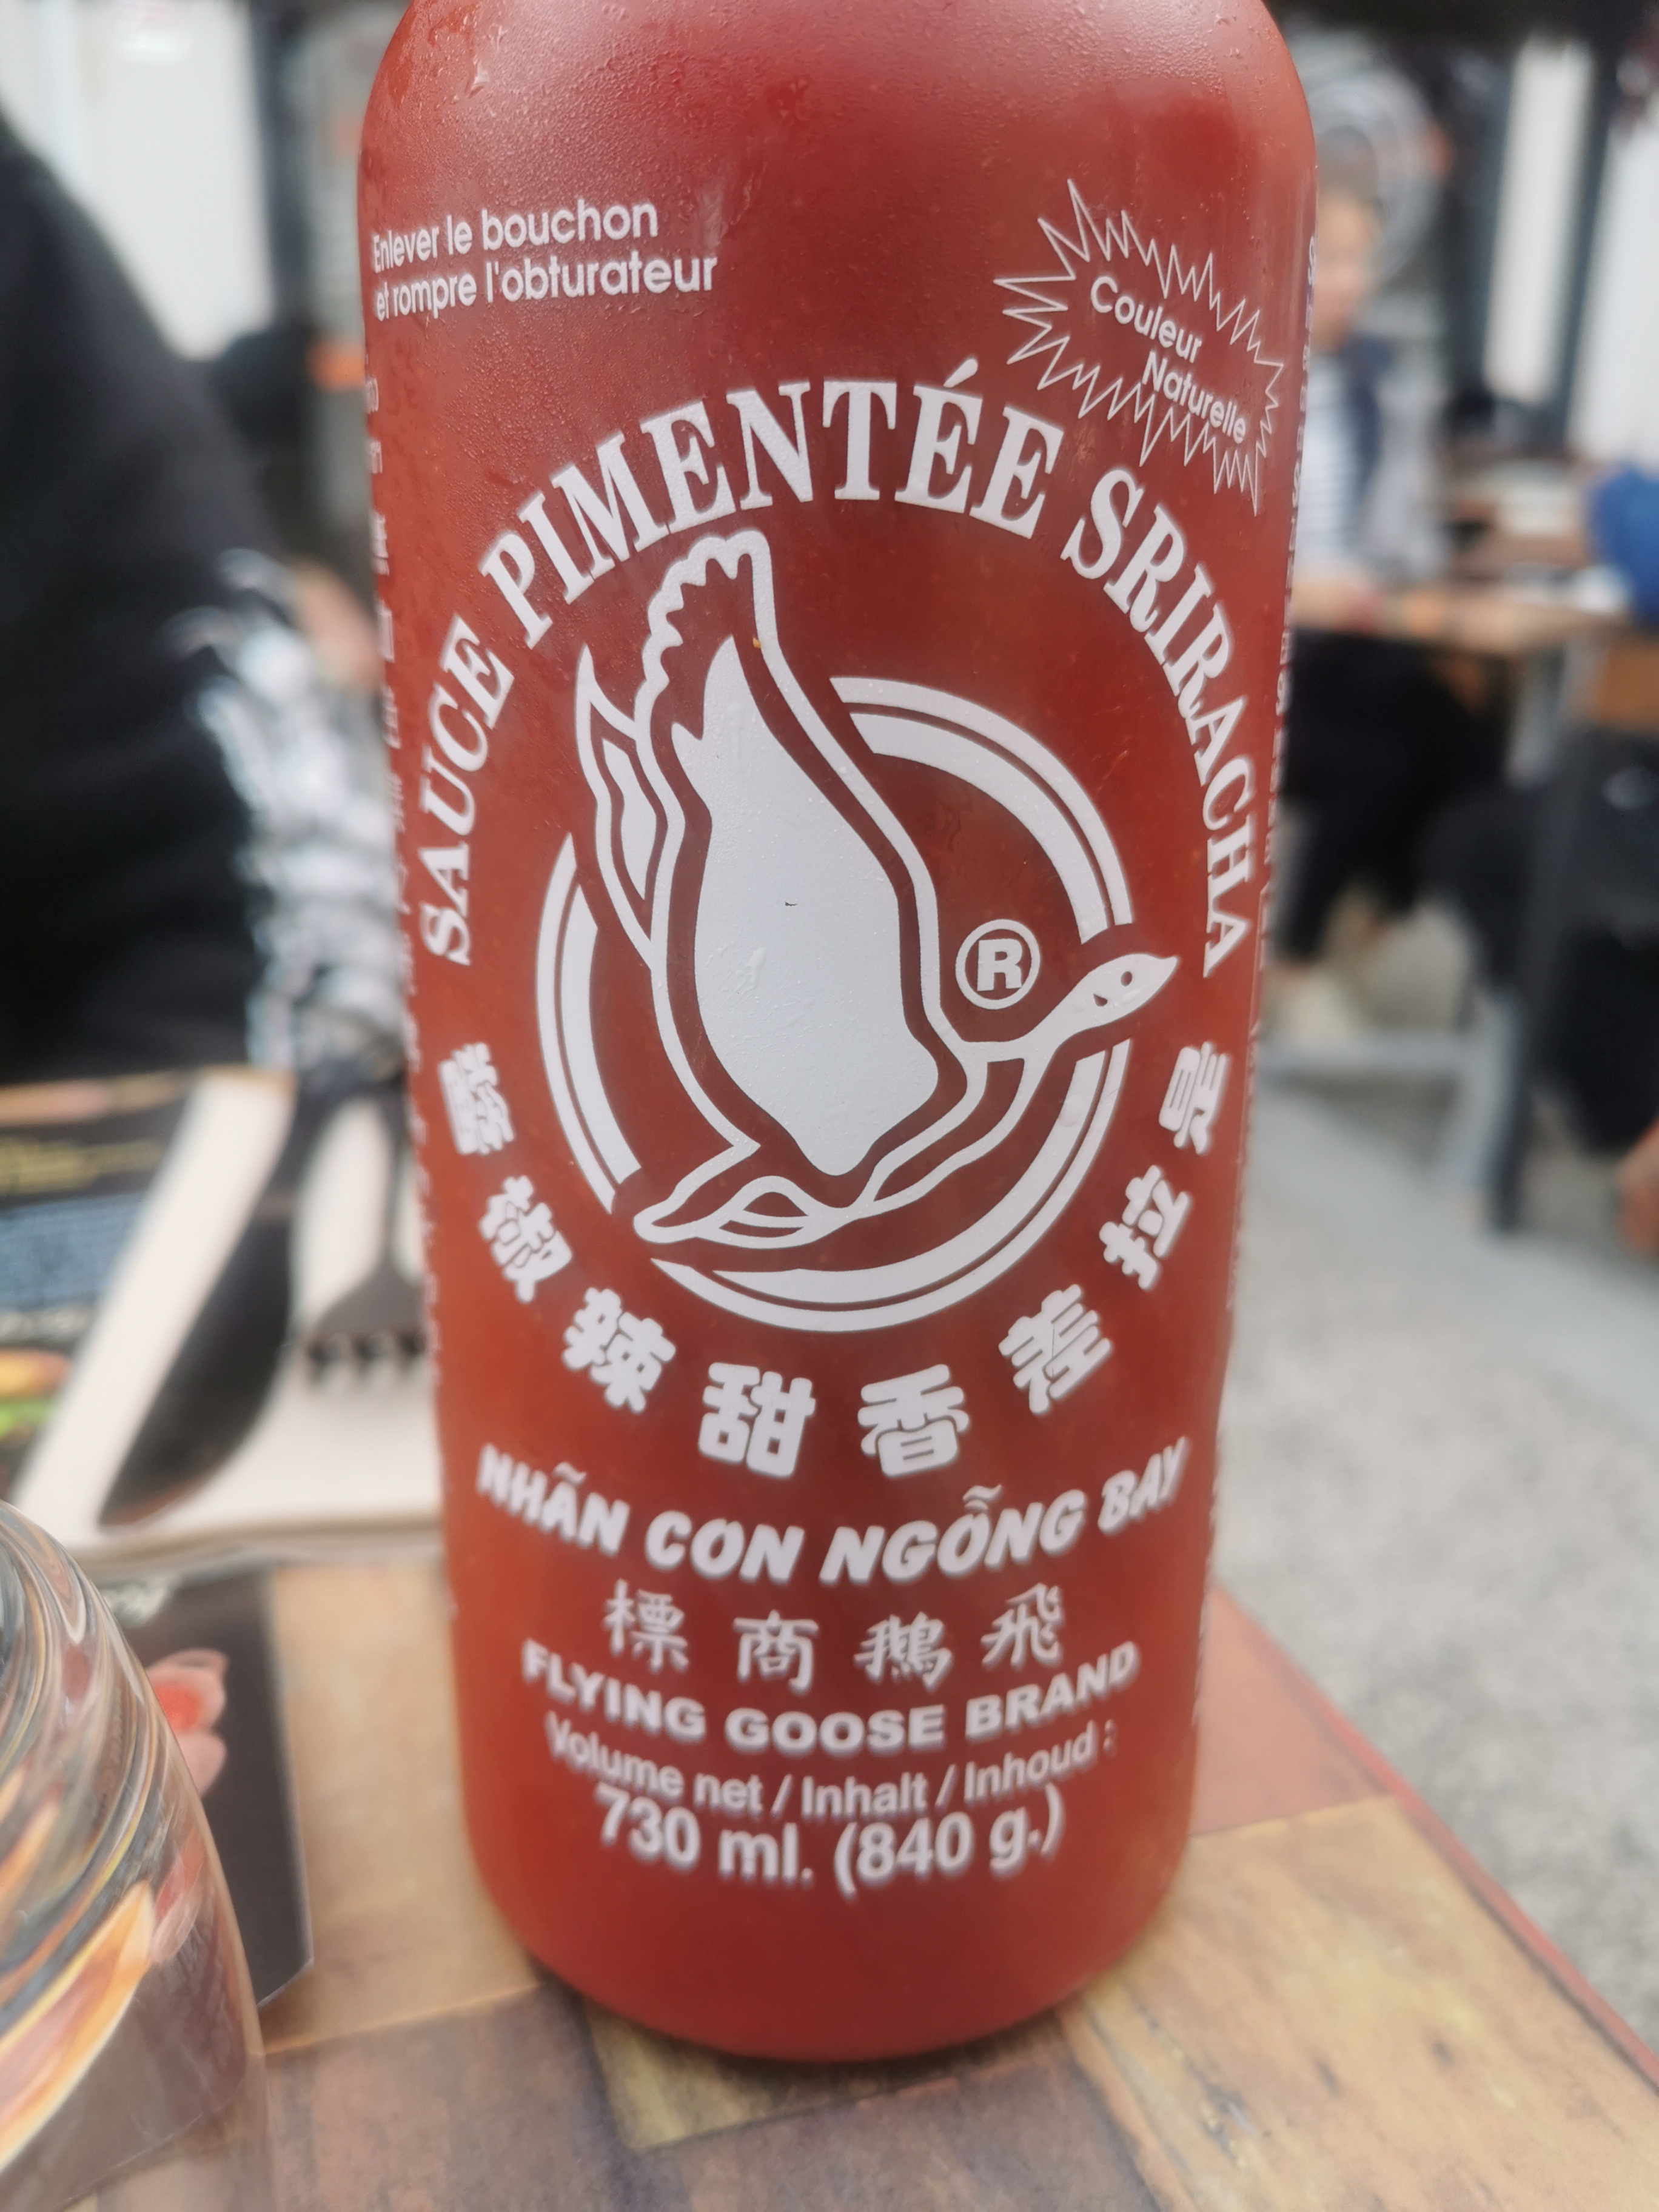 Enlever le bouchon
et rompre l'obturateur
Couleur
Naturelle
SAUCE PIMENTÉE SRIRACHA
®
醬椒辣甜香差拉是
NHÃN CON NGỖNG BAY
標商鵝飛
FLYING GOOSE BRAND
Volume net / Inhalt / Inhoud :
730 ml. (840 g.)